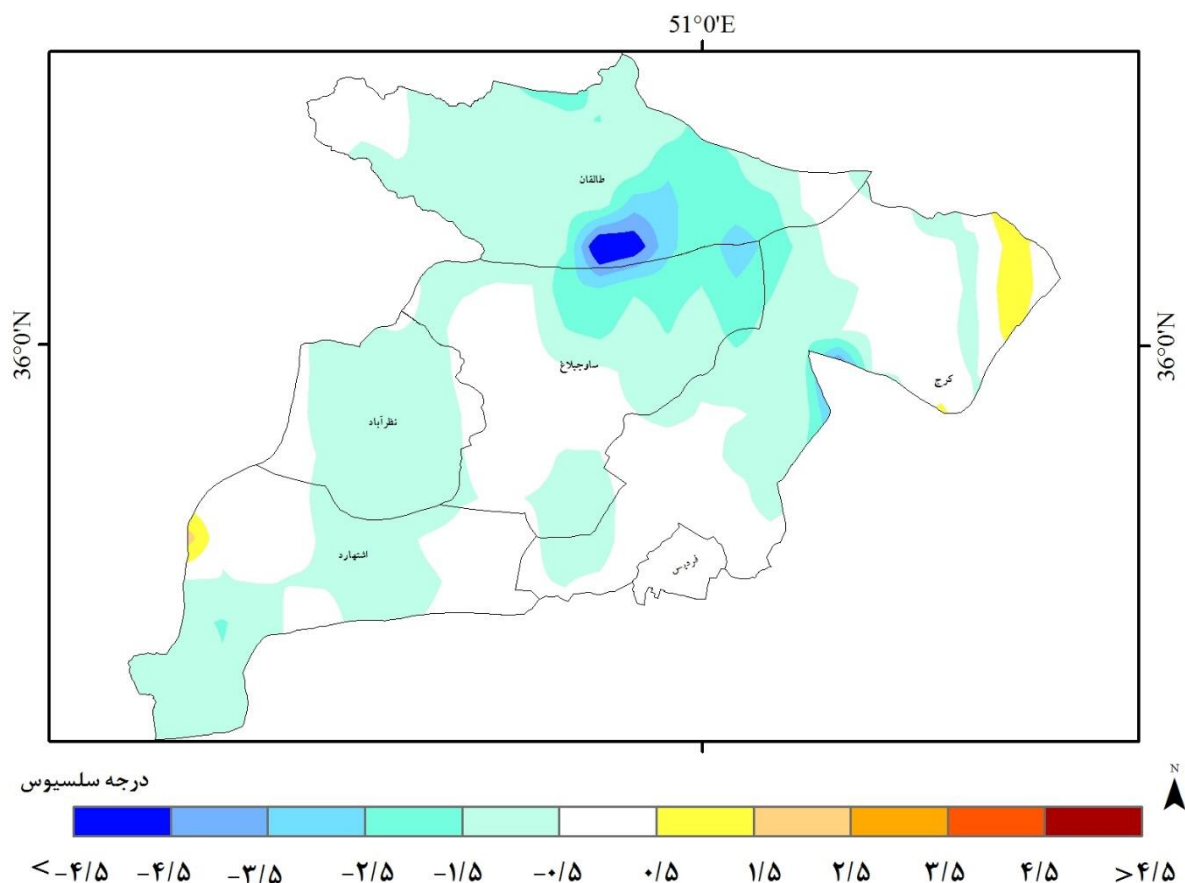 51°0'E
36°0'N
36°0'N
طالقان
ساوجبلاغ
کرج
نظرآباد
اشتهارد
فردیس
درجه سلسیوس
N
<-۴/۵ -۴/۵ -۳/۵ -۲/۵ -۱/۵ -۰/۵ ۰/۵ ۱/۵ ۲/۵ ۳/۵ ۴/۵ >۴/۵